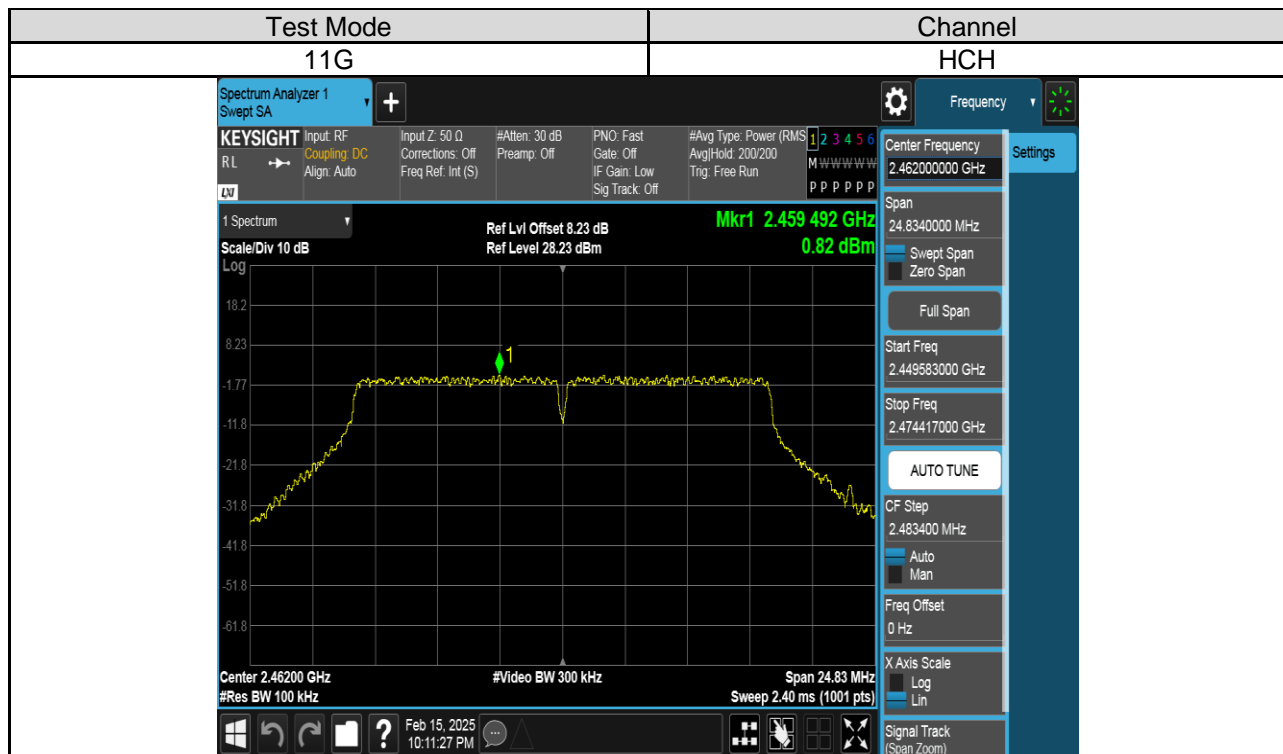 Test Mode Channel
11G HCH
Spectrum Analyzer 1
Swept SA
+
Frequency
KEYSIGHT
R L
LXI
Input: RF
Coupling: DC
Align: Auto
Input Z: 50 Ω
Corrections: Off
Freq Ref: Int (S)
#Atten: 30 dB
Preamp: Off
PNO: Fast
Gate: Off
IF Gain: Low
Sig Track: Off
#Avg Type: Power (RMS
Avg|Hold: 200/200
Trig: Free Run
1 2 3 4 5 6
M W W W W W
P P P P P P
1 Spectrum
Scale/Div 10 dB
Ref Lvl Offset 8.23 dB
Ref Level 28.23 dBm
Mkr1 2.459 492 GHz
0.82 dBm
Log
18.2
8.23
-1.77
-11.8
-21.8
-31.8
-41.8
-51.8
-61.8
1
Center 2.46200 GHz
#Res BW 100 kHz
#Video BW 300 kHz
Span 24.83 MHz
Sweep 2.40 ms (1001 pts)
Center Frequency
2.462000000 GHz
Settings
Span
24.8340000 MHz
Swept Span
Zero Span
Full Span
Start Freq
2.449583000 GHz
Stop Freq
2.474417000 GHz
AUTO TUNE
CF Step
2.483400 MHz
Auto
Man
Freq Offset
0 Hz
X Axis Scale
Log
Lin
Signal Track
(Span Zoom)
?
Feb 15, 2025
10:11:27 PM